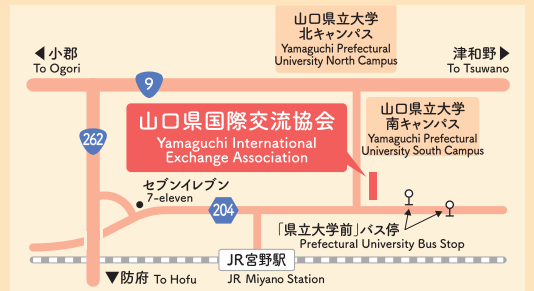 山口県立大学
北キャンパス
Yamaguchi Prefectural
University North Campus
◀小郡
To Ogori
津和野▶
To Tsuwano
9
山口県立大学
南キャンパス
Yamaguchi Prefectural
University South Campus
山口県国際交流協会
Yamaguchi International
Exchange Association
262
セブンイレブン
7-eleven
204
「県立大学前」バス停
Prefectural University Bus Stop
JR宮野駅
JR Miyano Station
▼防府 To Hofu